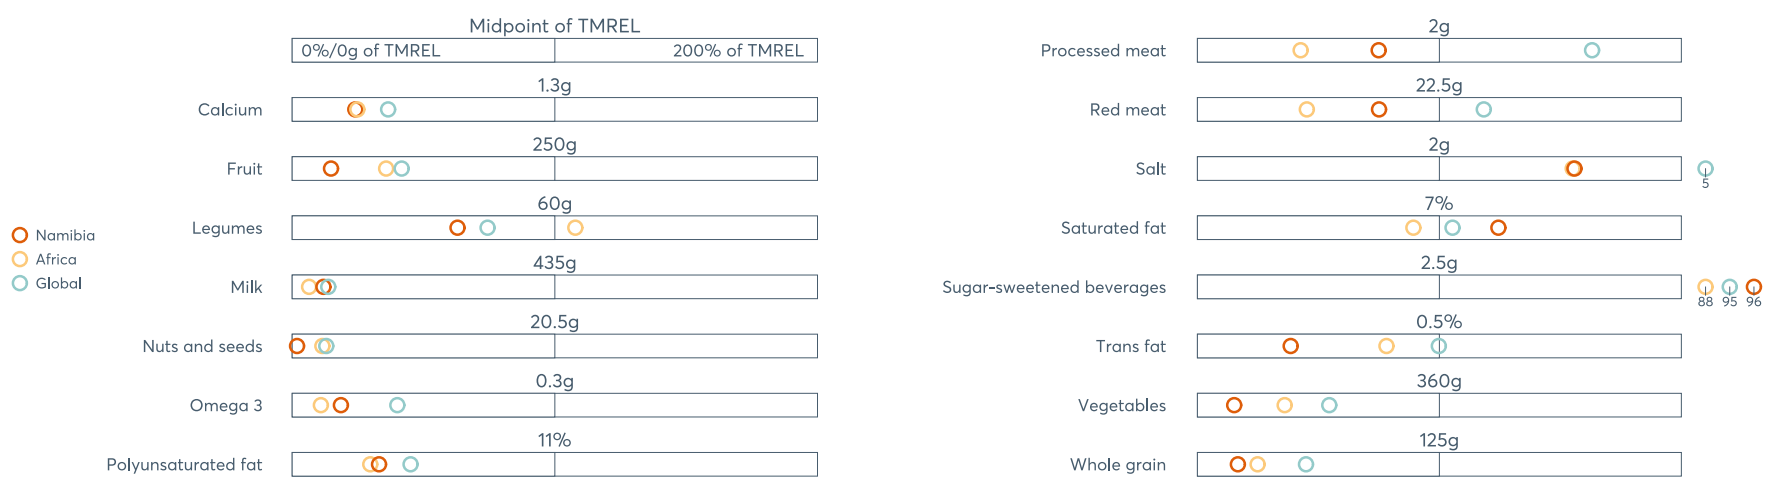 Midpoint of TMREL
0%/0g of TMREL 200% of TMREL
1.3g
Calcium
250g
Fruit
60g
Legumes
435g
Milk
20.5g
Nuts and seeds
0.3g
Omega 3
11%
Polyunsaturated fat
Namibia
Africa
Global
2g
Processed meat
22.5g
Red meat
2g
Salt
5
7%
Saturated fat
2.5g
Sugar-sweetened beverages
88 95 96
0.5%
Trans fat
360g
Vegetables
125g
Whole grain